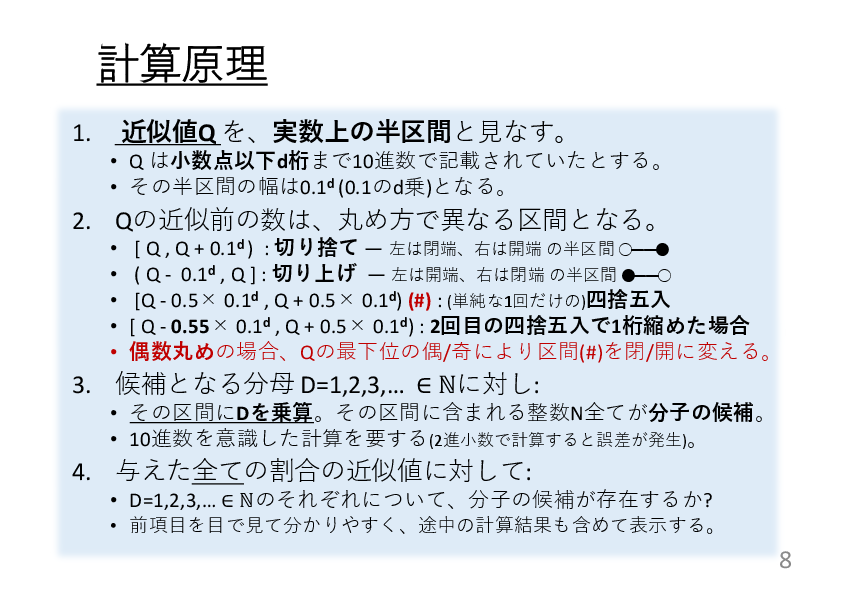 計算原理
1. 近似値Q を、実数上の半区間と見なす。
• Q は小数点以下d桁まで10進数で記載されていたとする。
• その半区間の幅は0.1ᵈ (0.1のd乗)となる。
2. Qの近似前の数は、丸め方で異なる区間となる。
• [ Q , Q + 0.1ᵈ ) : 切り捨て — 左は閉端、右は開端 の半区間 ○—●
• ( Q - 0.1ᵈ , Q ] : 切り上げ — 左は開端、右は閉端 の半区間 ●—○
• [Q - 0.5× 0.1ᵈ , Q + 0.5× 0.1ᵈ) (#) : (単純な1回だけの)四捨五入
• [ Q - 0.55× 0.1ᵈ , Q + 0.5× 0.1ᵈ) : 2回目の四捨五入で1桁縮めた場合
• 偶数丸めの場合、Qの最下位の偶/奇により区間(#)を閉/開に変える。
3. 候補となる分母 D=1,2,3,... ∈ ℕに対し:
• その区間にDを乗算。その区間に含まれる整数N全てが分子の候補。
• 10進数を意識した計算を要する(2進小数で計算すると誤差が発生)。
4. 与えた全ての割合の近似値に対して:
• D=1,2,3,... ∈ ℕのそれぞれについて、分子の候補が存在するか?
• 前項目を目で見て分かりやすく、途中の計算結果も含めて表示する。
8